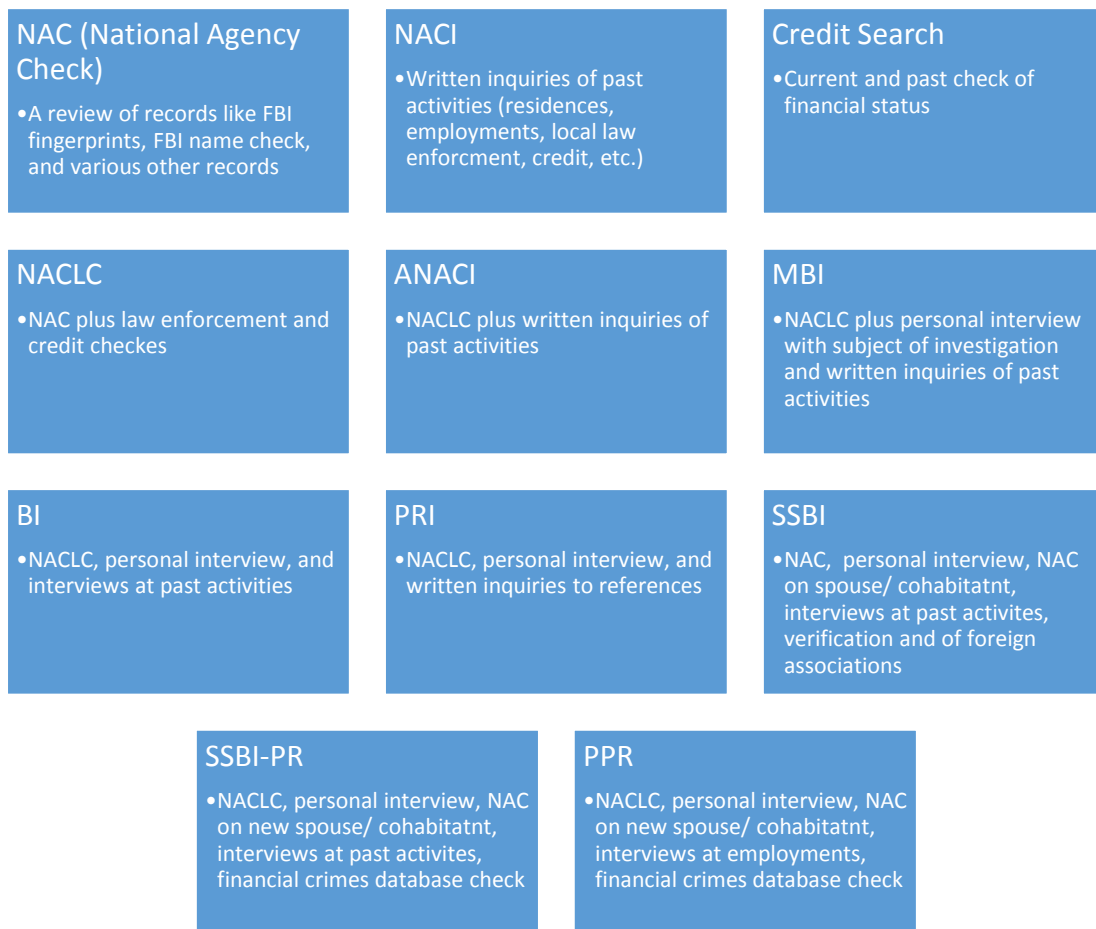 NAC (National Agency
Check)
•A review of records like FBI
fingerprints, FBI name check,
and various other records
NACI
•Written inquiries of past
activities (residences,
employments, local law
enforcment, credit, etc.)
Credit Search
•Current and past check of
financial status
NACLC
•NAC plus law enforcement and
credit checkes
ANACI
•NACLC plus written inquiries of
past activities
MBI
•NACLC plus personal interview
with subject of investigation
and written inquiries of past
activities
BI
•NACLC, personal interview, and
interviews at past activities
PRI
•NACLC, personal interview, and
written inquiries to references
SSBI
•NAC, personal interview, NAC
on spouse/ cohabitatnt,
interviews at past activites,
verification and of foreign
associations
SSBI-PR
•NACLC, personal interview, NAC
on new spouse/ cohabitatnt,
interviews at past activites,
financial crimes database check
PPR
•NACLC, personal interview, NAC
on new spouse/ cohabitatnt,
interviews at employments,
financial crimes database check